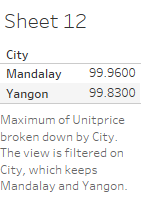 Sheet 12
City
Mandalay 99.9600
Yangon 99.8300
Maximum of Unitprice
broken down by City.
The view is filtered on
City, which keeps
Mandalay and Yangon.